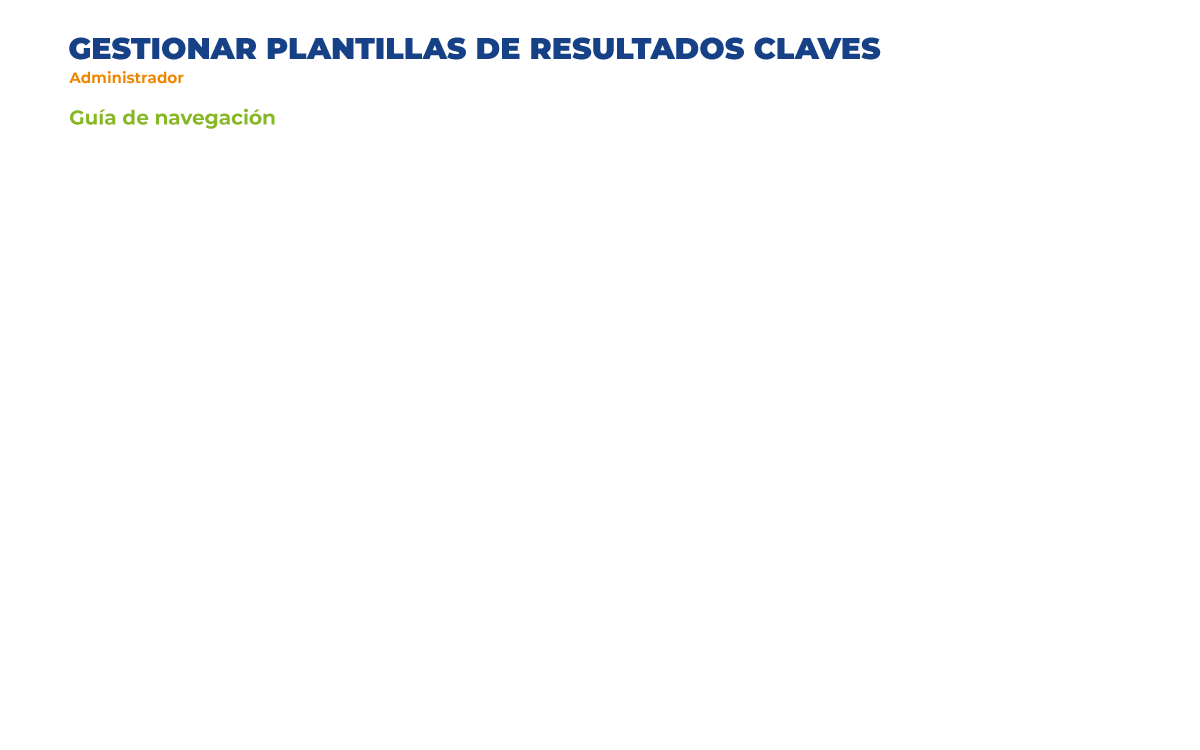 GESTIONAR PLANTILLAS DE RESULTADOS CLAVES
Administrador
Guía de navegación